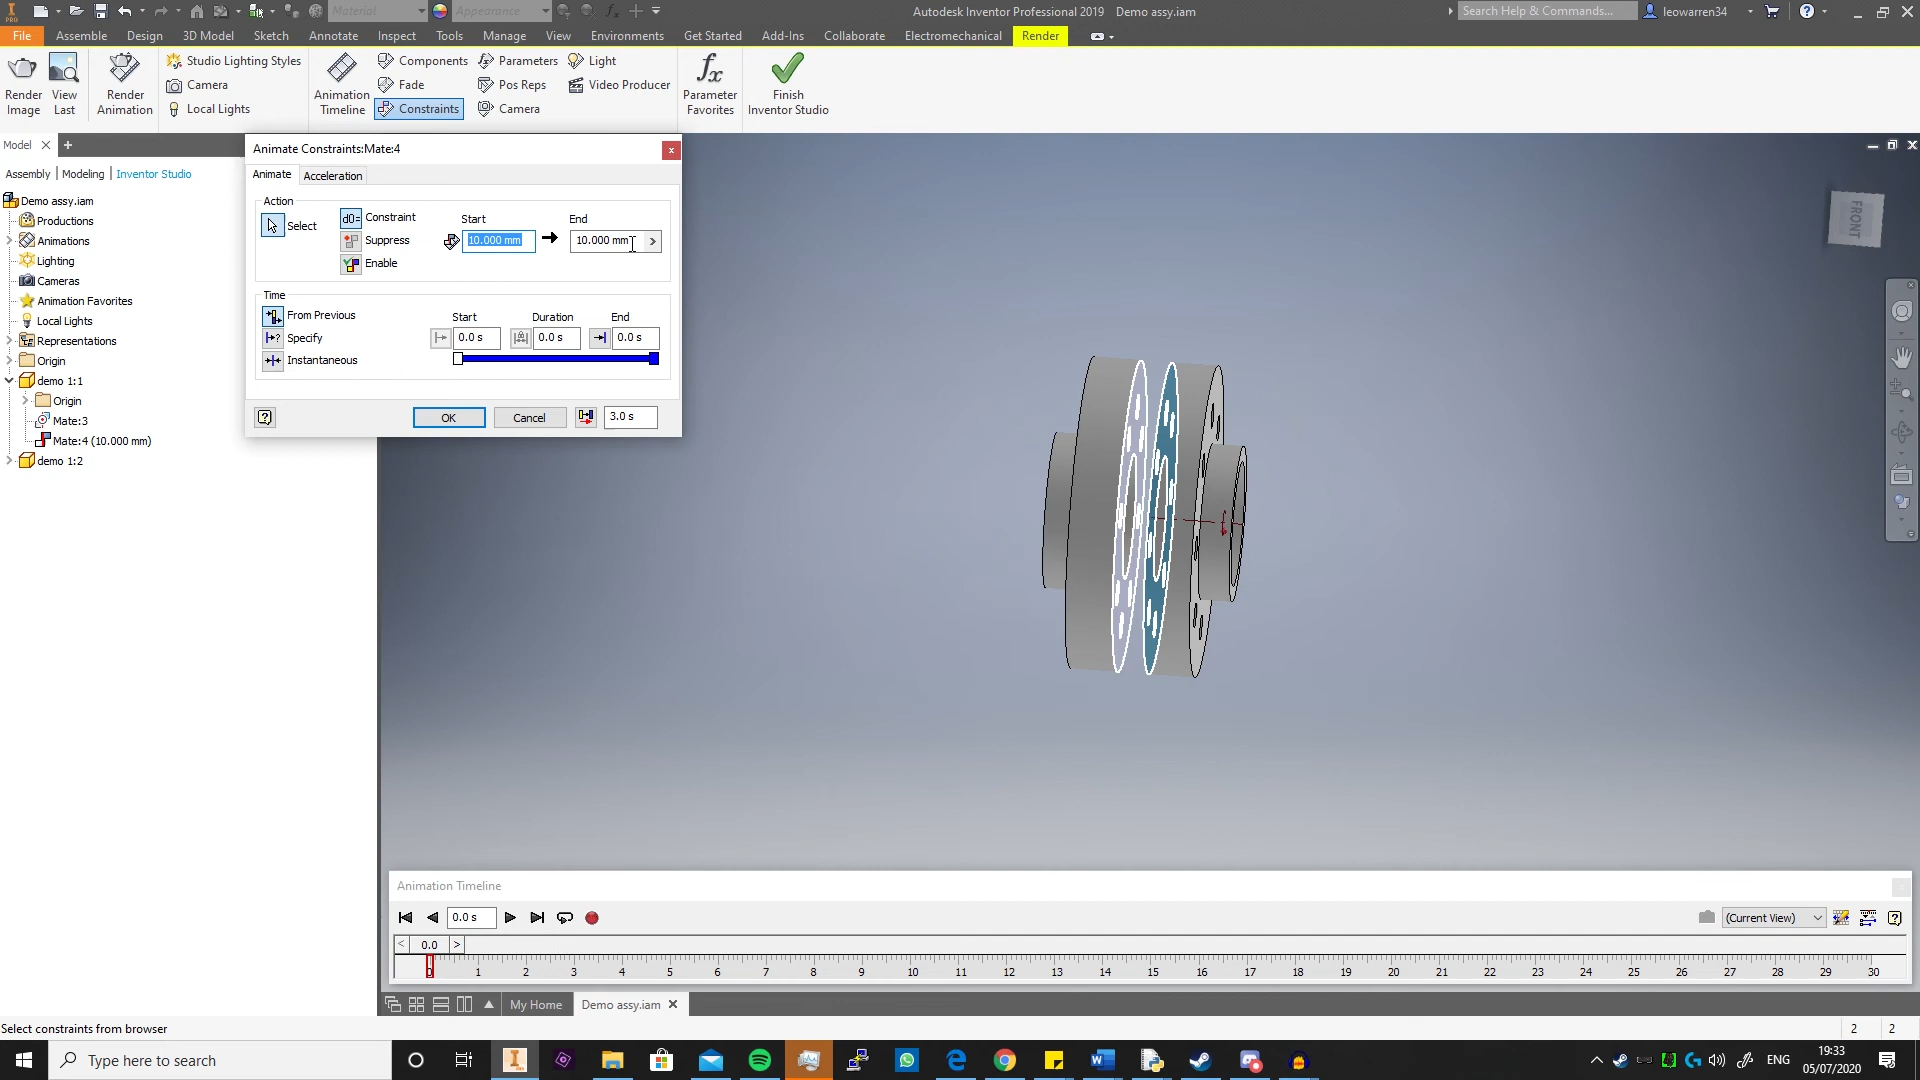 Material
Appearance
Autodesk Inventor Professional 2019 Demo assy.iam
Search Help & Commands...
leowarren34
PRO
File Assemble Design 3D Model Sketch Annotate Inspect Tools Manage View Environments Get Started Add-Ins Collaborate Electromechanical Render
Render Image
View Last
Render Animation
Studio Lighting Styles
Camera
Local Lights
Animation Timeline
Components
Fade
Constraints
Parameters
Pos Reps
Camera
Light
Video Producer
fx
Parameter Favorites
Finish Inventor Studio
Model
Assembly Modeling Inventor Studio
Demo assy.iam
Productions
Animations
Lighting
Cameras
Animation Favorites
Local Lights
Representations
Origin
demo 1:1
Origin
Mate:3
Mate:4 (10.000 mm)
demo 1:2
Animate Constraints:Mate:4
Animate Acceleration
Action
Select
d0= Constraint
Suppress
Enable
Start End
10.000 mm 10.000 mm
Time
From Previous
Specify
Instantaneous
Start Duration End
0.0 s 0.0 s 0.0 s
OK Cancel 3.0 s
FRONT
Animation Timeline
0.0 s
(Current View)
< 0.0 >
0 1 2 3 4 5 6 7 8 9 10 11 12 13 14 15 16 17 18 19 20 21 22 23 24 25 26 27 28 29 30
My Home Demo assy.iam
Select constraints from browser
2 2
Type here to search
ENG
19:33
05/07/2020